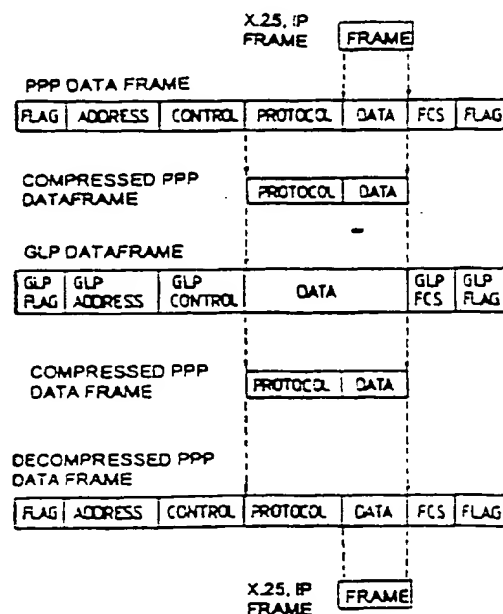 X.25, IP FRAME
FRAME
PPP DATA FRAME
FLAG ADDRESS CONTROL PROTOCOL DATA FCS FLAG
COMPRESSED PPP DATAFRAME
PROTOCOL DATA
GLP DATAFRAME
GLP FLAG GLP ADDRESS GLP CONTROL DATA GLP FCS GLP FLAG
COMPRESSED PPP DATA FRAME
PROTOCOL DATA
DECOMPRESSED PPP DATA FRAME
FLAG ADDRESS CONTROL PROTOCOL DATA FCS FLAG
X.25, IP FRAME
FRAME